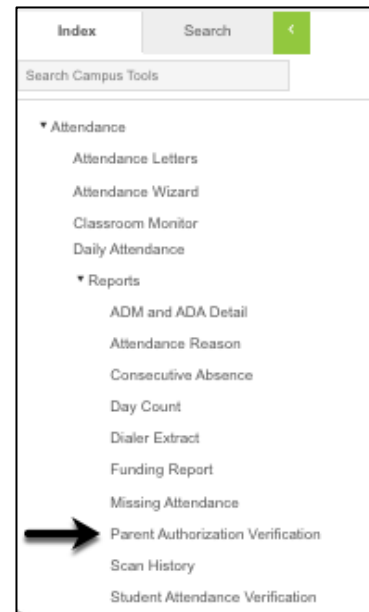 Index Search
Search Campus Tools
Attendance
Attendance Letters
Attendance Wizard
Classroom Monitor
Daily Attendance
Reports
ADM and ADA Detail
Attendance Reason
Consecutive Absence
Day Count
Dialer Extract
Funding Report
Missing Attendance
Parent Authorization Verification
Scan History
Student Attendance Verification